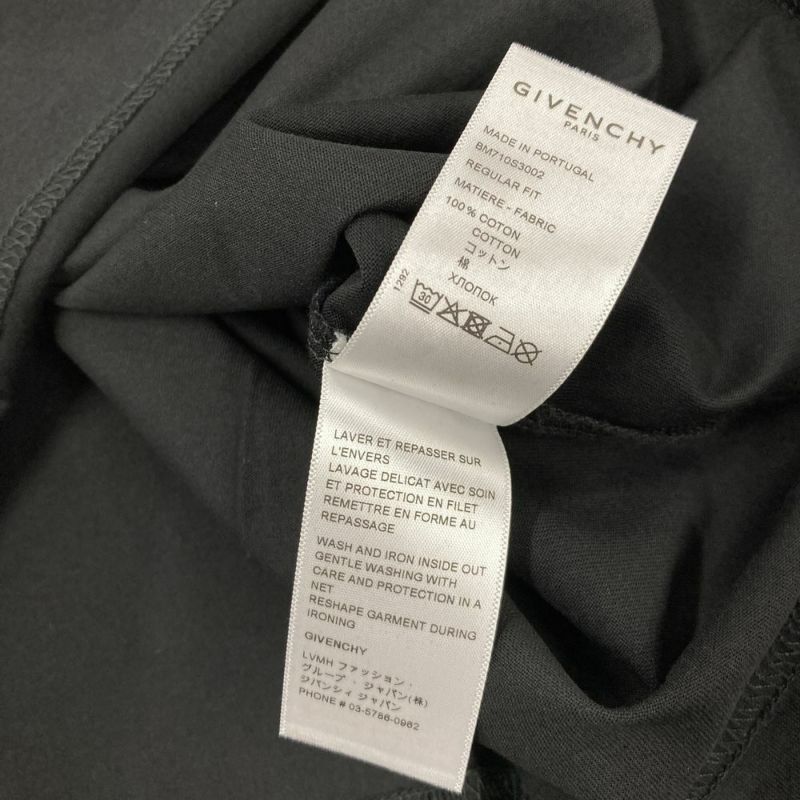 GIVENCHY
PARIS
MADE IN PORTUGAL
BM710S3002
REGULAR FIT
MATIERE - FABRIC
100% COTON
COTTON
コットン
棉
ХЛОПОК
1292
30
LAVER ET REPASSER SUR
L'ENVERS
LAVAGE DELICAT AVEC SOIN
ET PROTECTION EN FILET
REMETTRE EN FORME AU
REPASSAGE
WASH AND IRON INSIDE OUT
GENTLE WASHING WITH
CARE AND PROTECTION IN A
NET
RESHAPE GARMENT DURING
IRONING
GIVENCHY
LVMH ファッション・
グループ・ジャパン(株)
ジバンシィ ジャパン
PHONE # 03-5786-0962